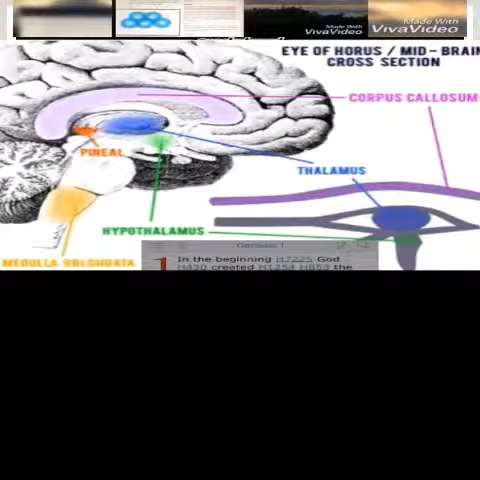 Made With
VivaVideo
Made With
VivaVideo
EYE OF HORUS / MID - BRAIN
CROSS SECTION
CORPUS CALLOSUM
PINEAL
THALAMUS
HYPOTHALAMUS
MEDULLA OBLONGATA
Genesis 1
1 In the beginning H7225 God
H430 created H1254 H853 the